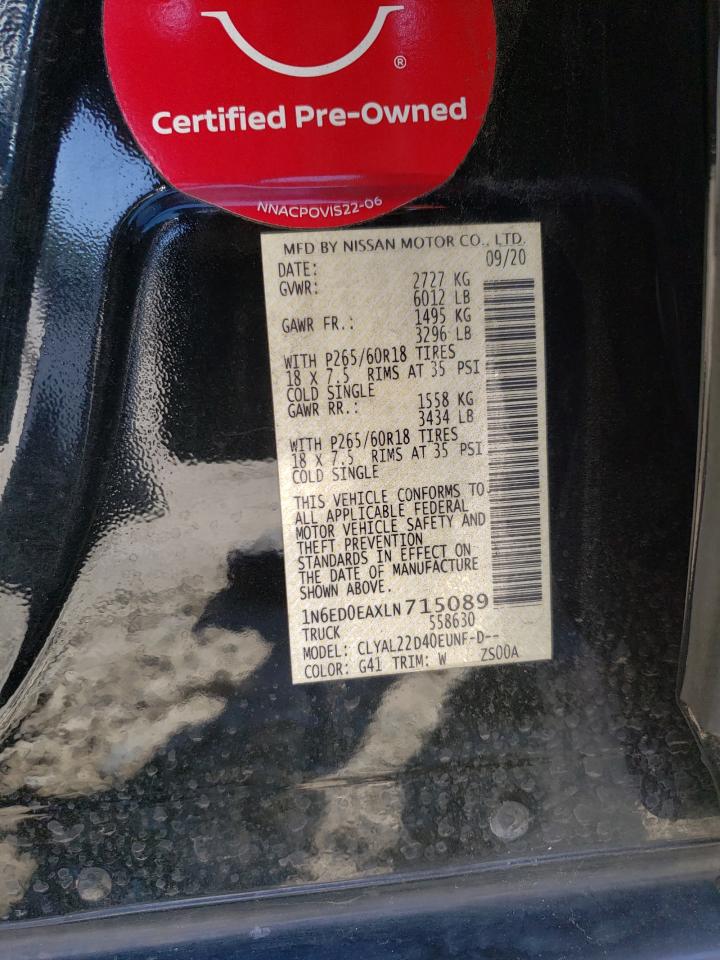 ®
Certified Pre-Owned
NNACPOVIS22-06
MFD BY NISSAN MOTOR CO., LTD.
DATE: 09/20
GVWR: 2727 KG
6012 LB
GAWR FR.: 1495 KG
3296 LB
WITH P265/60R18 TIRES
18 X 7.5 RIMS AT 35 PSI
COLD SINGLE
GAWR RR.: 1558 KG
3434 LB
WITH P265/60R18 TIRES
18 X 7.5 RIMS AT 35 PSI
COLD SINGLE
THIS VEHICLE CONFORMS TO
ALL APPLICABLE FEDERAL
MOTOR VEHICLE SAFETY AND
THEFT PREVENTION
STANDARDS IN EFFECT ON
THE DATE OF MANUFACTURE
SHOWN ABOVE.
1N6ED0EAXLN715089
TRUCK 558630
MODEL: CLYAL22D40EUNF-D--
COLOR: G41 TRIM: W ZS00A